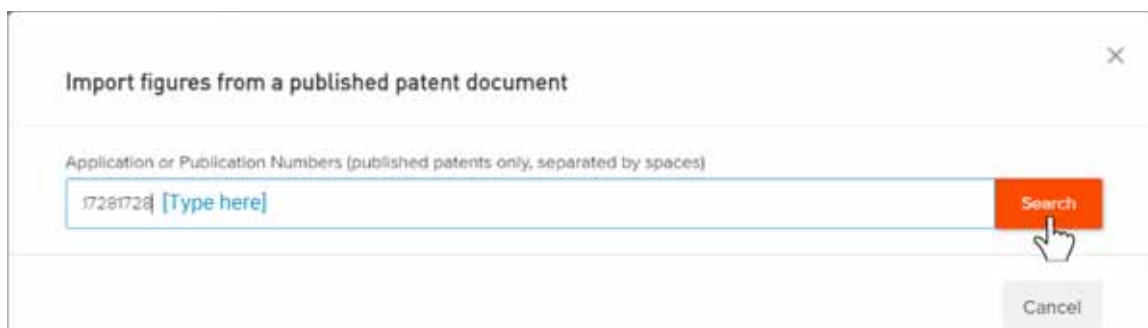 Import figures from a published patent document
Application or Publication Numbers (published patents only, separated by spaces)
17281728 [Type here] Search
Cancel